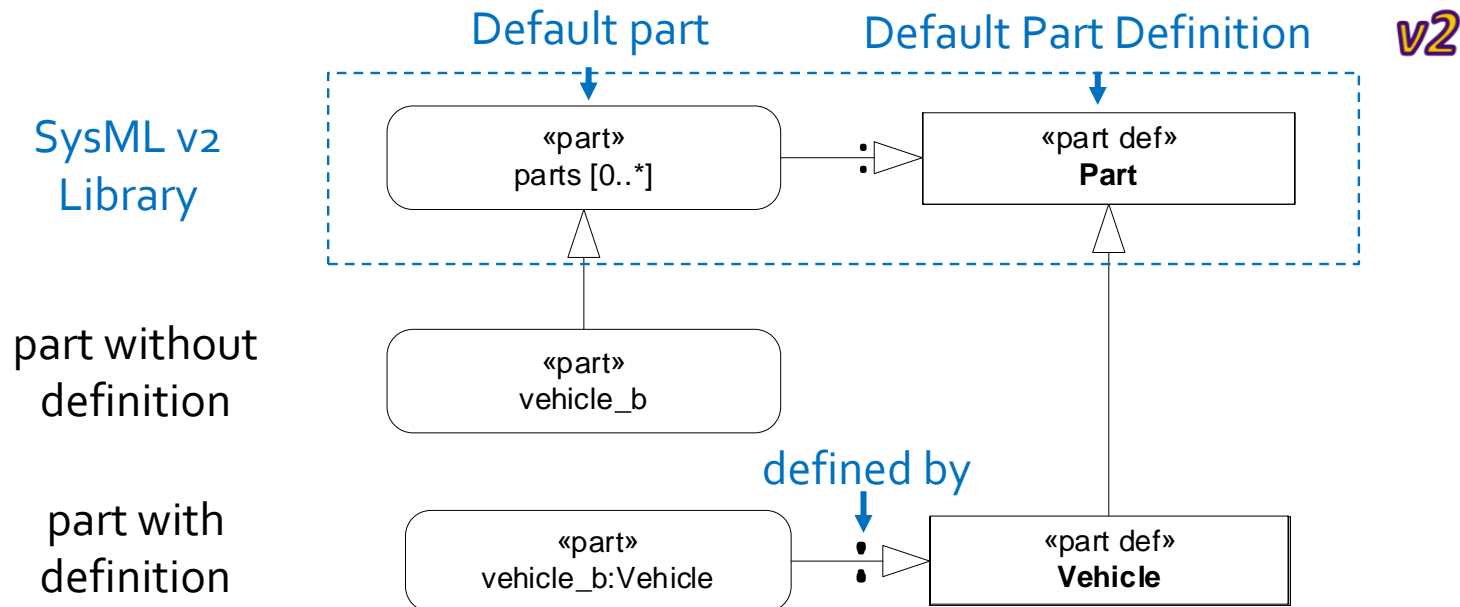 Default part
Default Part Definition
v2
SysML v2
Library
«part»
parts [0..*]
:
«part def»
Part
part without
definition
«part»
vehicle_b
defined by
part with
definition
«part»
vehicle_b:Vehicle
:
«part def»
Vehicle